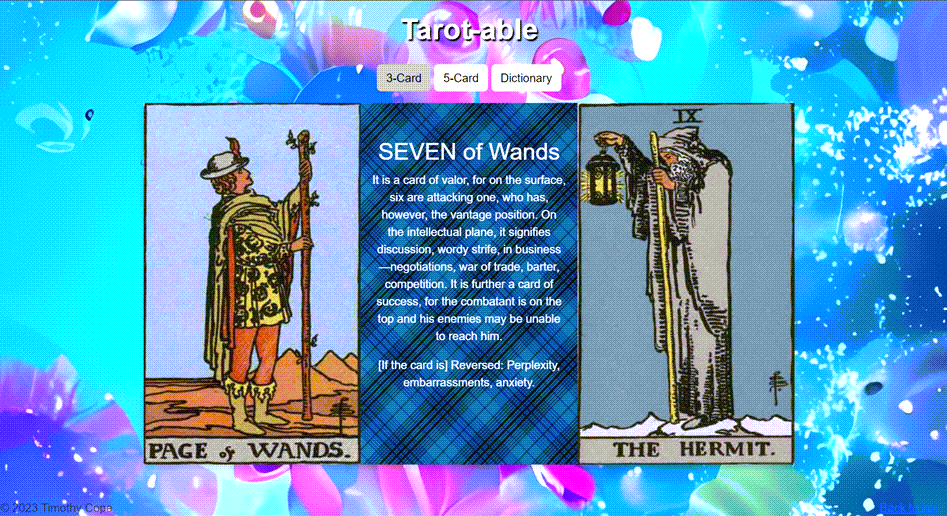 Tarot-able
3-Card
5-Card
Dictionary
SEVEN of Wands
It is a card of valor, for on the surface,
six are attacking one, who has,
however, the vantage position. On
the intellectual plane, it signifies
discussion, wordy strife, in business
—negotiations, war of trade, barter,
competition. It is further a card of
success, for the combatant is on the
top and his enemies may be unable
to reach him.
[If the card is] Reversed: Perplexity,
embarrassments, anxiety.
PAGE of WANDS.
IX
THE HERMIT.
© 2023 Timothy Cope